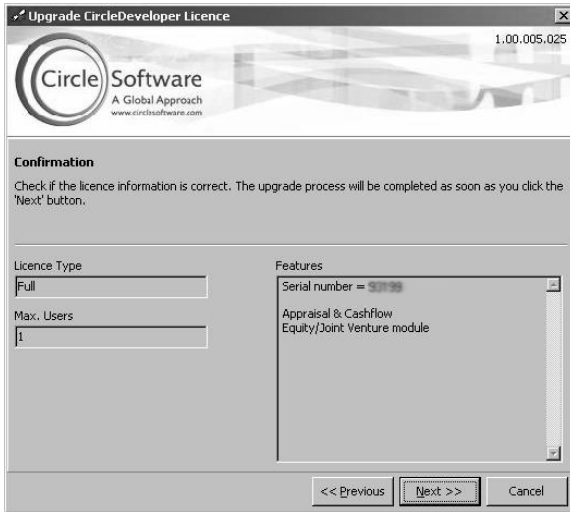 Upgrade CircleDeveloper Licence
1.00.005.025
Circle Software
A Global Approach
www.circlesoftware.com
Confirmation
Check if the licence information is correct. The upgrade process will be completed as soon as you click the
'Next' button.
Licence Type
Full
Max. Users
1
Features
Serial number =
Appraisal & Cashflow
Equity/Joint Venture module
<< Previous
Next >>
Cancel